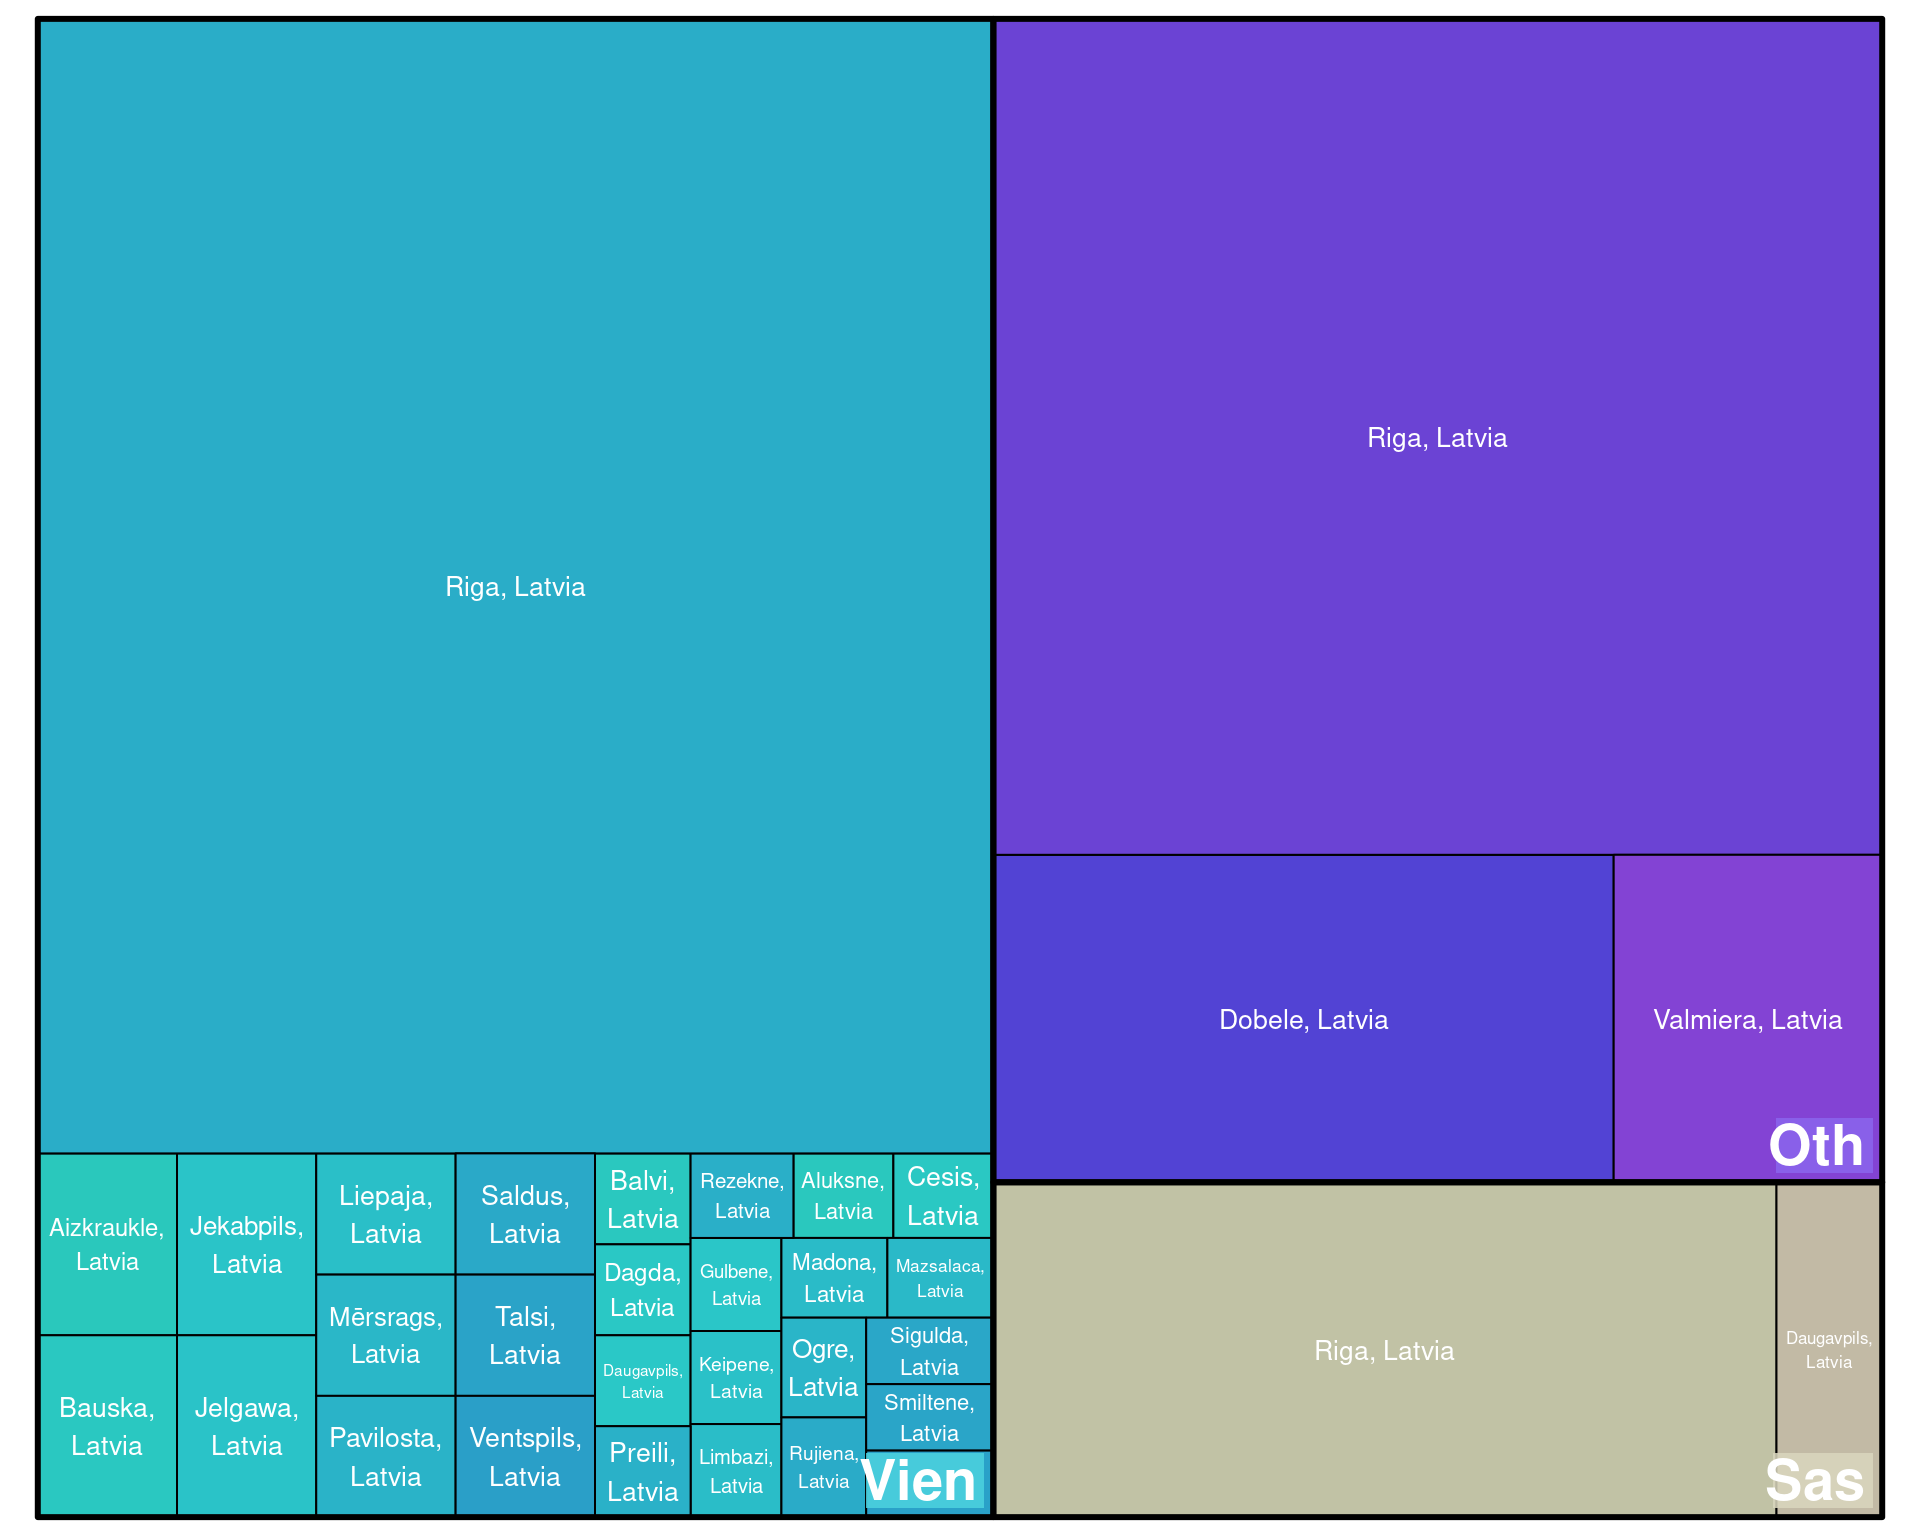 Riga, Latvia
Aizkraukle,
Latvia
Bauska,
Latvia
Jekabpils,
Latvia
Jelgawa,
Latvia
Liepaja,
Latvia
Mērsrags,
Latvia
Pavilosta,
Latvia
Saldus,
Latvia
Talsi,
Latvia
Ventspils,
Latvia
Balvi,
Latvia
Dagda,
Latvia
Daugavpils,
Latvia
Preili,
Latvia
Rezekne,
Latvia
Aluksne,
Latvia
Cesis,
Latvia
Gulbene,
Latvia
Keipene,
Latvia
Limbazi,
Latvia
Madona,
Latvia
Mazsalaca,
Latvia
Ogre,
Latvia
Rujiena,
Latvia
Sigulda,
Latvia
Smiltene,
Latvia
Vien
Riga, Latvia
Dobele, Latvia
Valmiera, Latvia
Oth
Riga, Latvia
Daugavpils,
Latvia
Sas